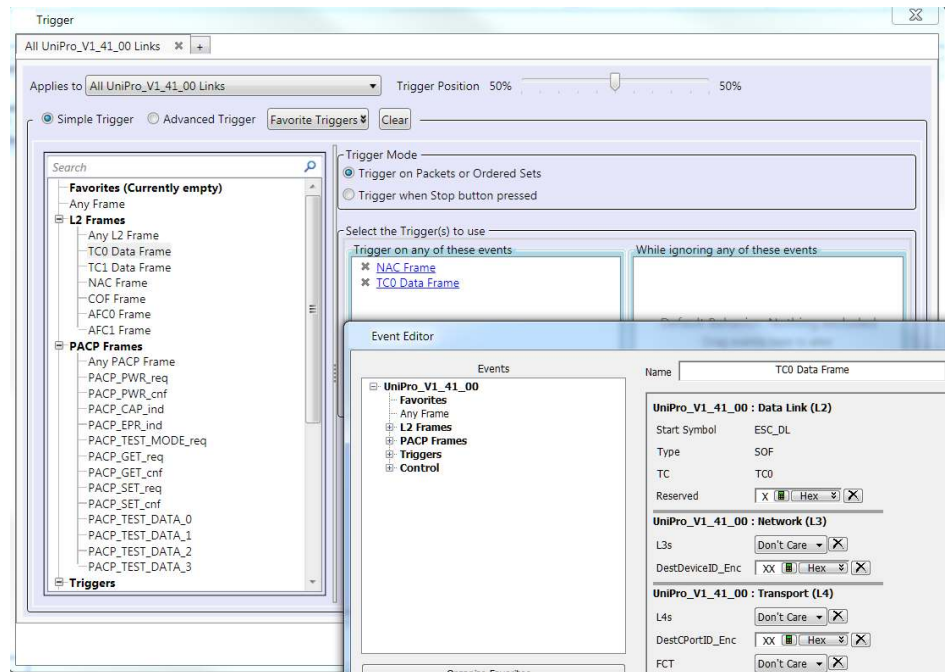 Trigger
All UniPro_V1_41_00 Links
Applies to All UniPro_V1_41_00 Links Trigger Position 50% 50%
Simple Trigger Advanced Trigger Favorite Triggers Clear
Search
Favorites (Currently empty)
Any Frame
L2 Frames
Any L2 Frame
TC0 Data Frame
TC1 Data Frame
NAC Frame
COF Frame
AFC0 Frame
AFC1 Frame
PACP Frames
Any PACP Frame
PACP_PWR_req
PACP_PWR_cnf
PACP_CAP_ind
PACP_EPR_ind
PACP_TEST_MODE_req
PACP_GET_req
PACP_GET_cnf
PACP_SET_req
PACP_SET_cnf
PACP_TEST_DATA_0
PACP_TEST_DATA_1
PACP_TEST_DATA_2
PACP_TEST_DATA_3
Triggers
Trigger Mode
Trigger on Packets or Ordered Sets
Trigger when Stop button pressed
Select the Trigger(s) to use
Trigger on any of these events
NAC Frame
TC0 Data Frame
While ignoring any of these events
Event Editor
Events
UniPro_V1_41_00
Favorites
Any Frame
L2 Frames
PACP Frames
Triggers
Control
Name TC0 Data Frame
UniPro_V1_41_00 : Data Link (L2)
Start Symbol ESC_DL
Type SOF
TC TC0
Reserved X Hex
UniPro_V1_41_00 : Network (L3)
L3s Don't Care
DestDeviceID_Enc XX Hex
UniPro_V1_41_00 : Transport (L4)
L4s Don't Care
DestCPortID_Enc XX Hex
FCT Don't Care